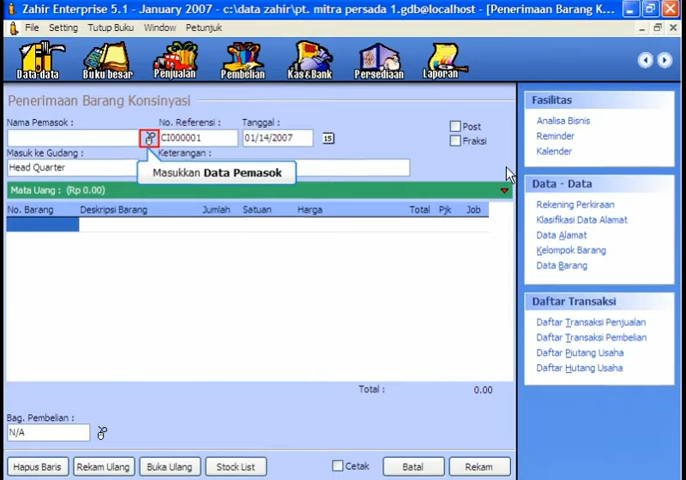 Zahir Enterprise 5.1 - January 2007 - c:\data zahir\pt. mitra persada 1.gdb@localhost - [Penerimaan Barang K...
File Setting Tutup Buku Window Petunjuk
Data-data Buku besar Penjualan Pembelian Kas&Bank Persediaan Laporan
Penerimaan Barang Konsinyasi
Nama Pemasok : No. Referensi : Tanggal :
CI000001 01/14/2007 15
Post
Fraksi
Masuk ke Gudang : Keterangan :
Head Quarter
Masukkan Data Pemasok
Mata Uang : (Rp 0.00)
No. Barang Deskripsi Barang Jumlah Satuan Harga Total Pjk Job
Total : 0.00
Bag. Pembelian :
N/A
Hapus Baris Rekam Ulang Buka Ulang Stock List Cetak Batal Rekam
Fasilitas
Analisa Bisnis
Reminder
Kalender
Data - Data
Rekening Perkiraan
Klasifikasi Data Alamat
Data Alamat
Kelompok Barang
Data Barang
Daftar Transaksi
Daftar Transaksi Penjualan
Daftar Transaksi Pembelian
Daftar Piutang Usaha
Daftar Hutang Usaha